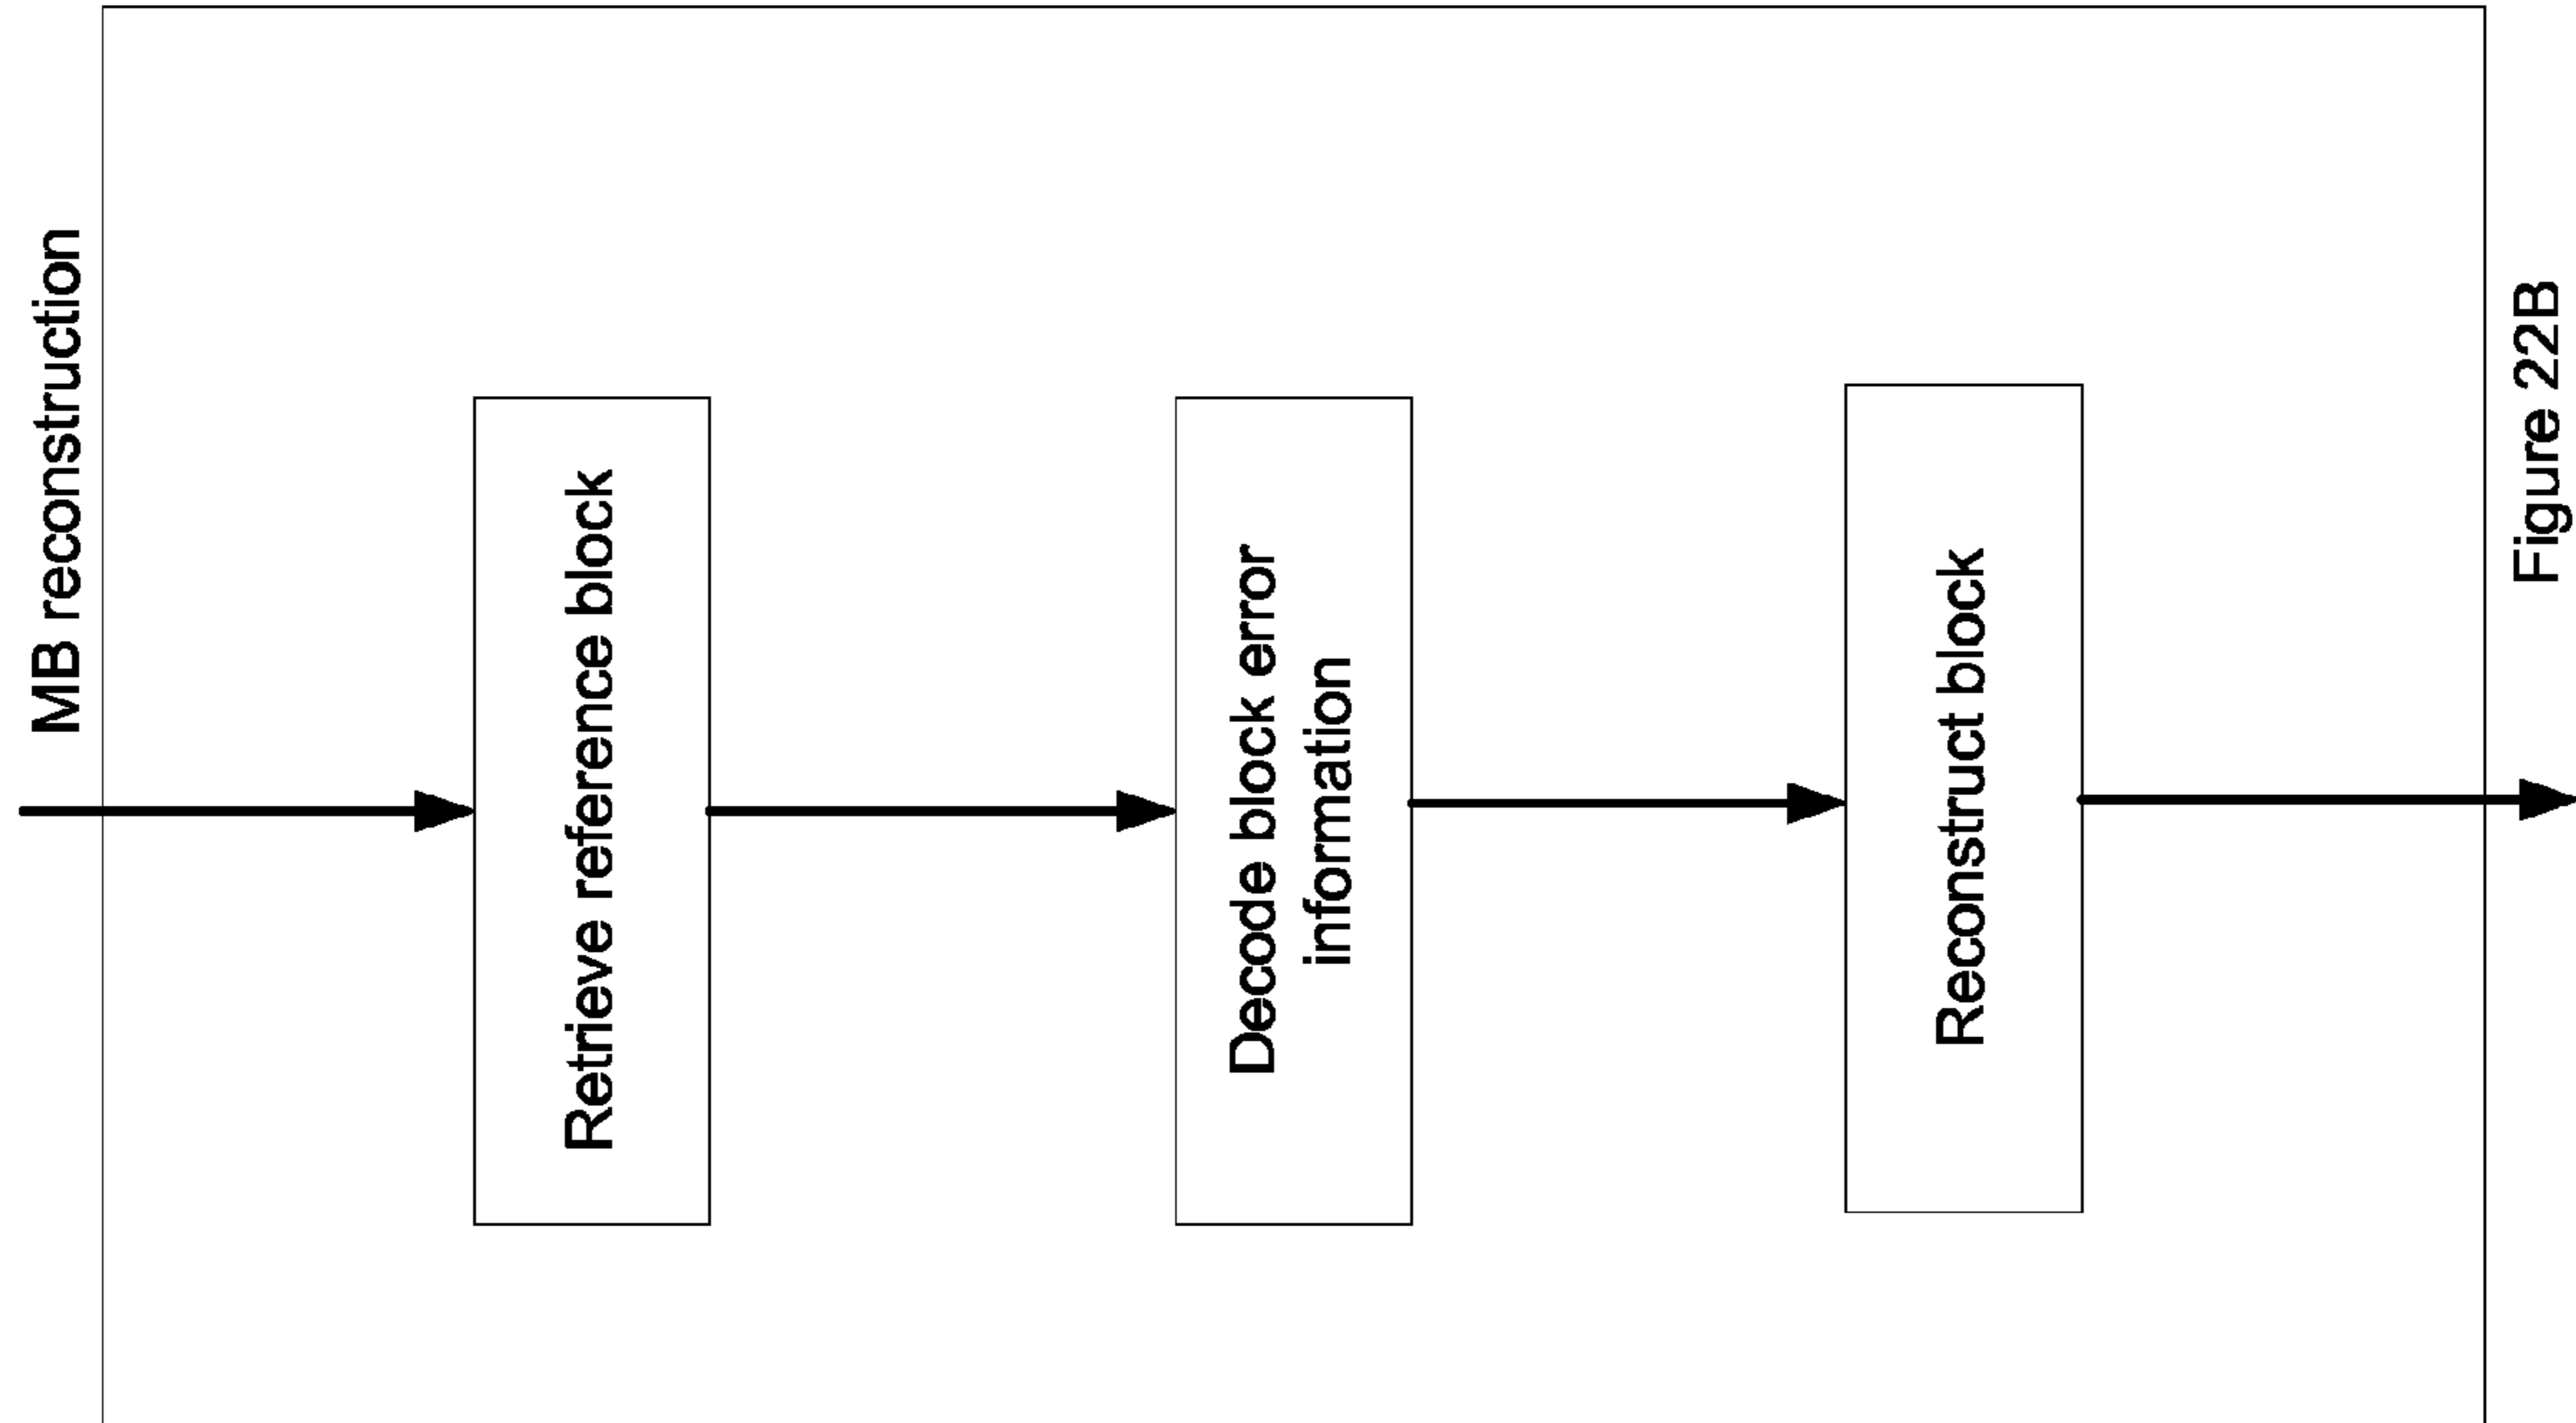 MB reconstruction
Retrieve reference block
Decode block error
information
Reconstruct block
Figure 22B